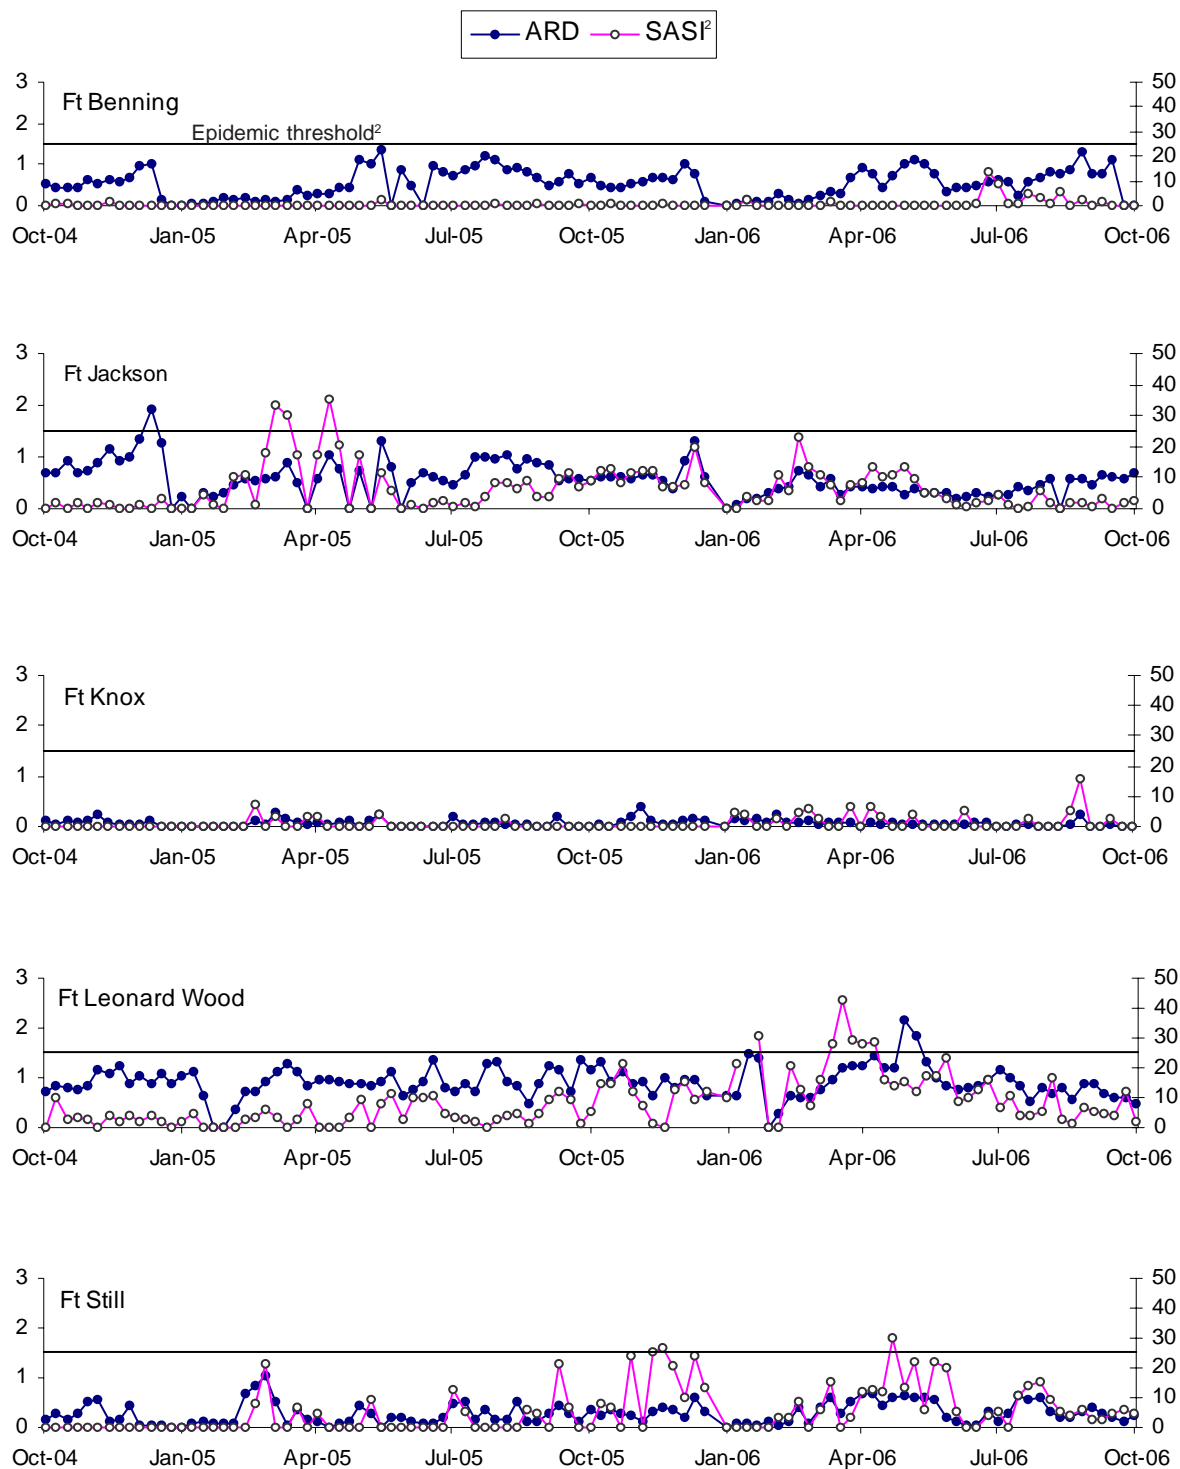 ARD SASI²
3 50
Ft Benning 40
2 30
Epidemic threshold²
20
1 10
0 0
Oct-04 Jan-05 Apr-05 Jul-05 Oct-05 Jan-06 Apr-06 Jul-06 Oct-06
3 50
Ft Jackson 40
2 30
1 20
10
0 0
Oct-04 Jan-05 Apr-05 Jul-05 Oct-05 Jan-06 Apr-06 Jul-06 Oct-06
3 50
Ft Knox 40
2 30
1 20
10
0 0
Oct-04 Jan-05 Apr-05 Jul-05 Oct-05 Jan-06 Apr-06 Jul-06 Oct-06
3 50
Ft Leonard Wood 40
2 30
1 20
10
0 0
Oct-04 Jan-05 Apr-05 Jul-05 Oct-05 Jan-06 Apr-06 Jul-06 Oct-06
3 50
Ft Still 40
2 30
1 20
10
0 0
Oct-04 Jan-05 Apr-05 Jul-05 Oct-05 Jan-06 Apr-06 Jul-06 Oct-06